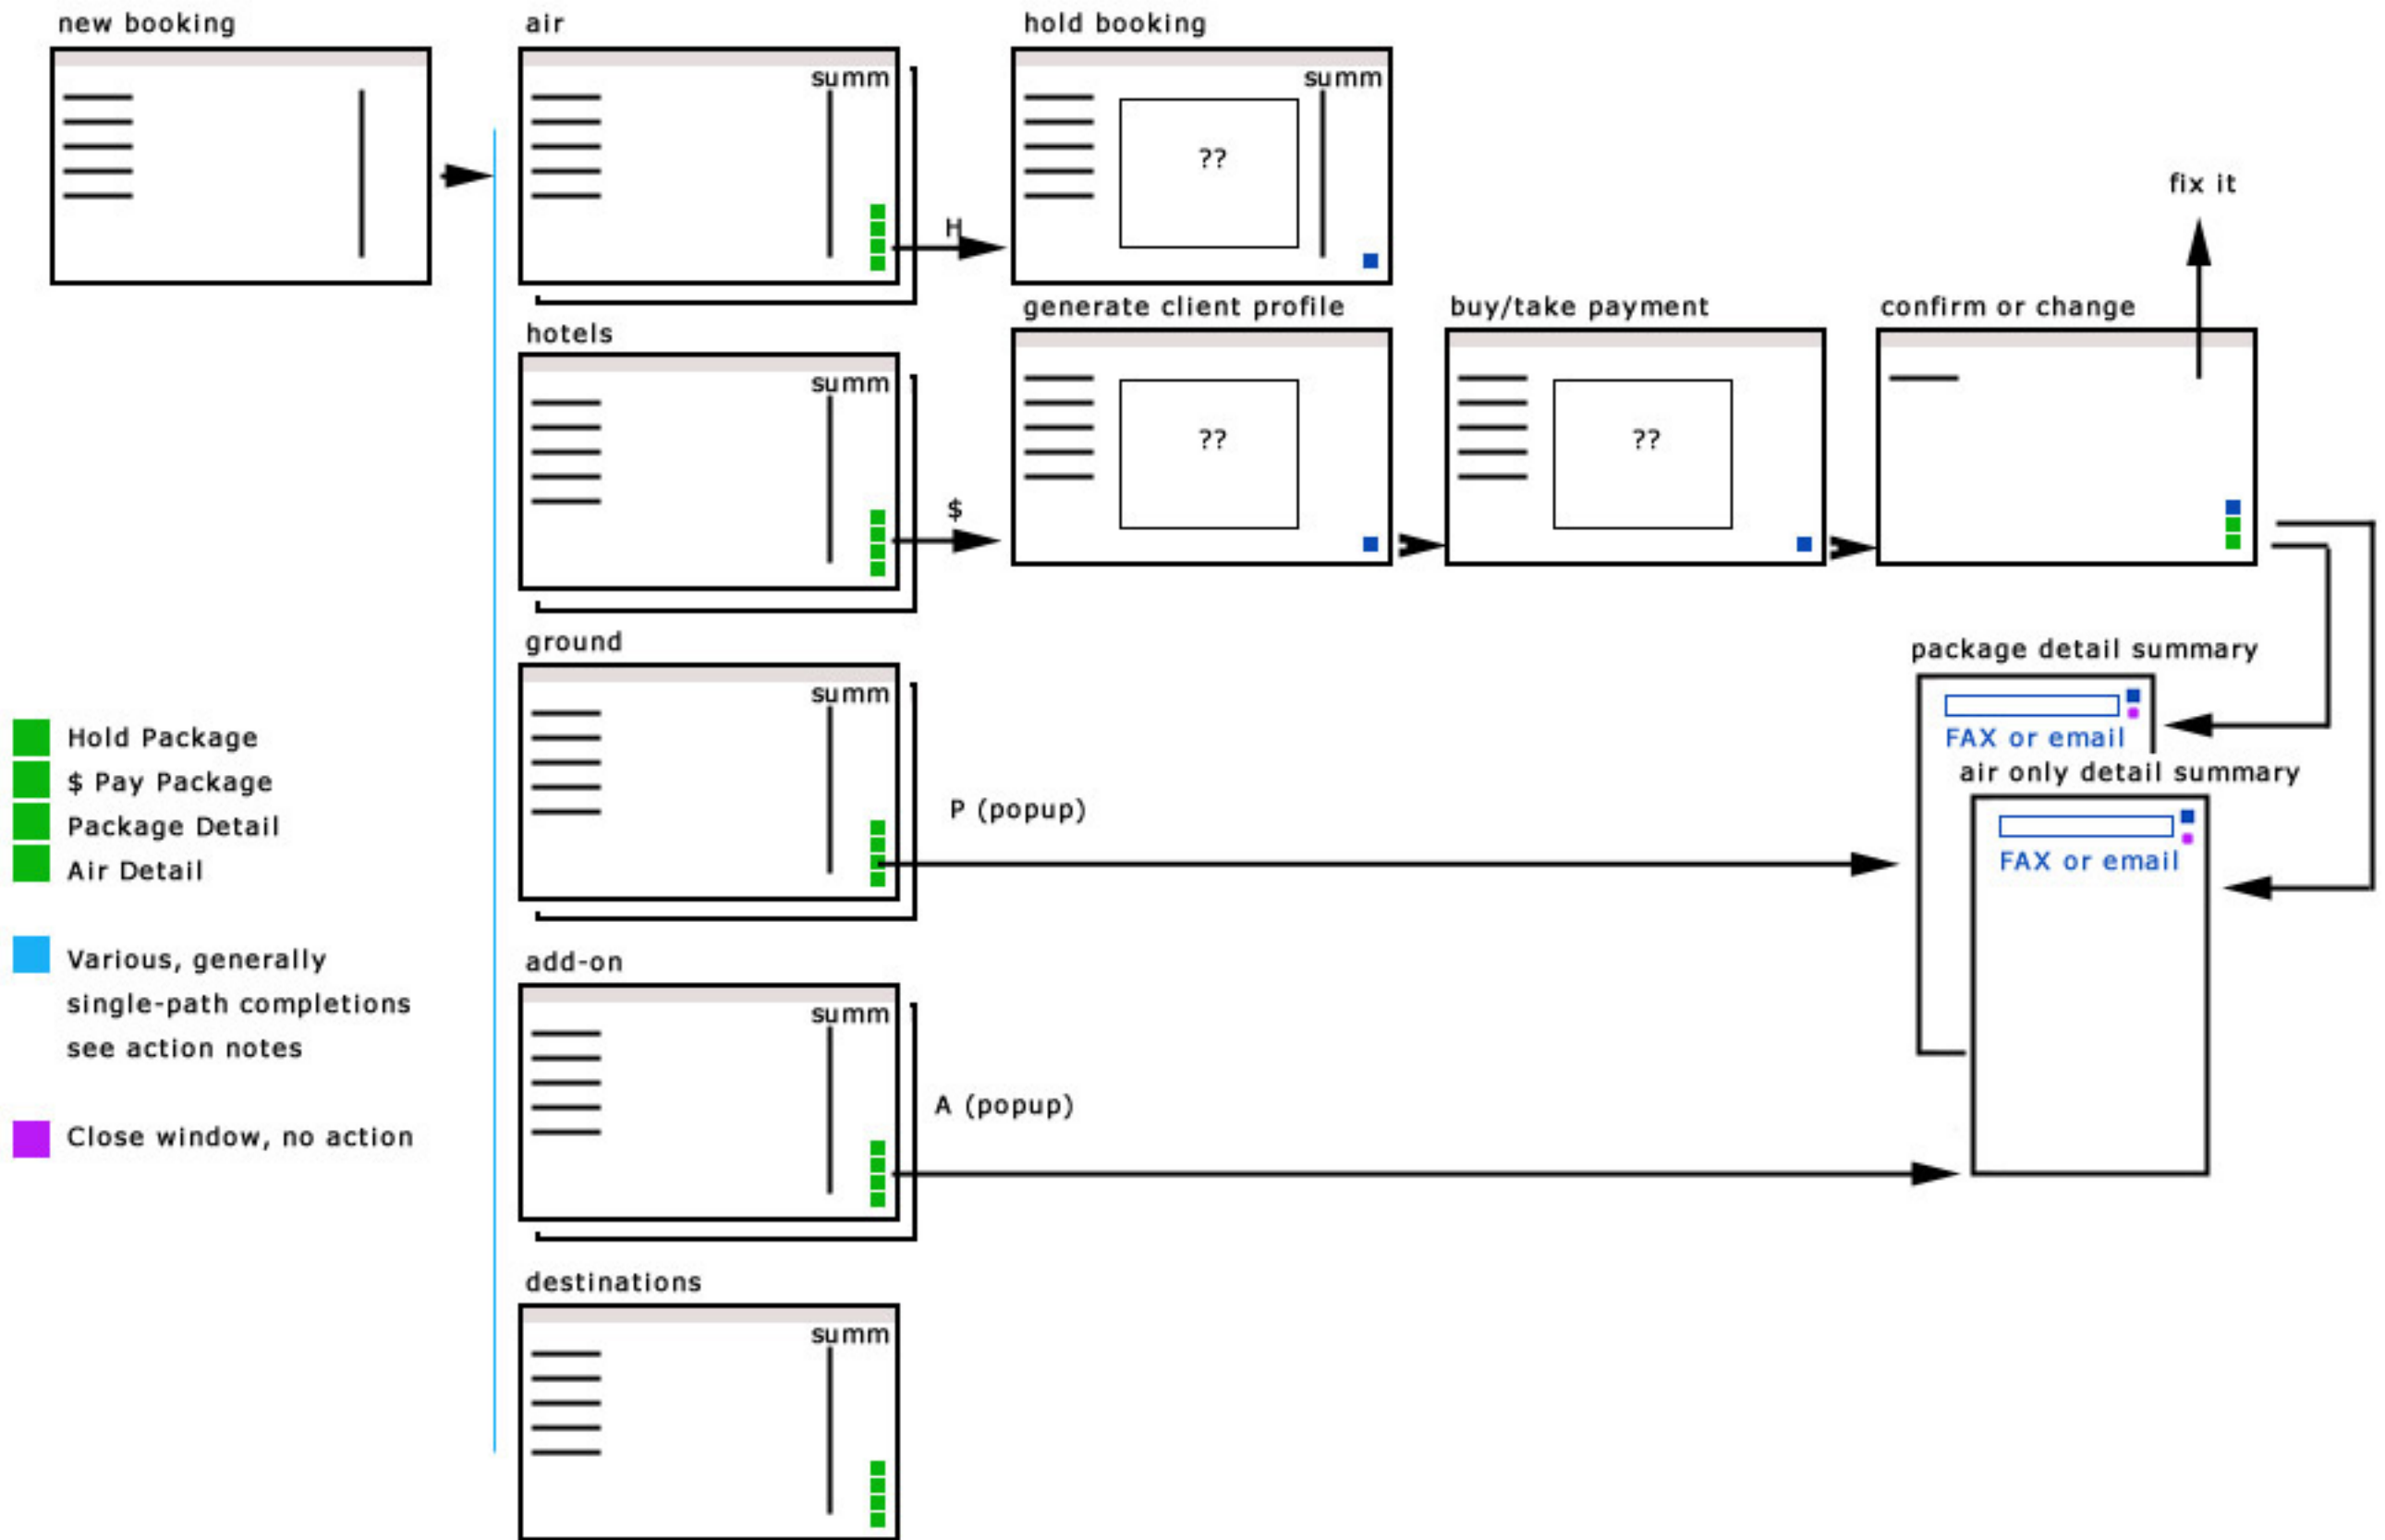 new booking
air
summ
hold booking
summ
??
H
fix it
hotels
summ
$
generate client profile
??
buy/take payment
??
confirm or change
ground
summ
P (popup)
package detail summary
FAX or email
air only detail summary
FAX or email
Hold Package
$ Pay Package
Package Detail
Air Detail
Various, generally
single-path completions
see action notes
Close window, no action
add-on
summ
A (popup)
destinations
summ